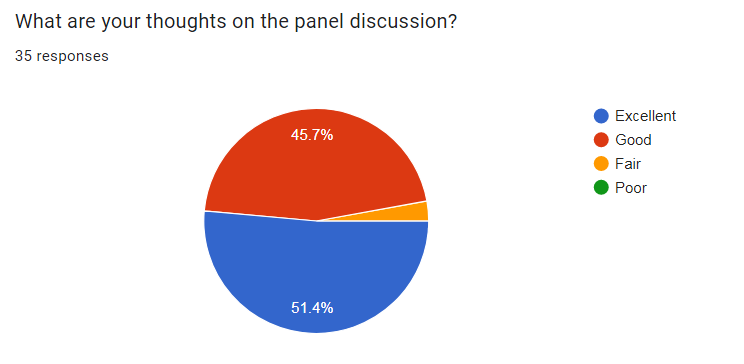 What are your thoughts on the panel discussion?
35 responses
45.7%
51.4%
Excellent
Good
Fair
Poor